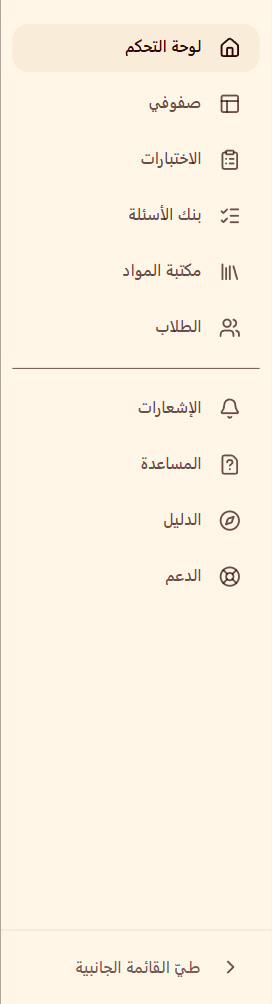 لوحة التحكم
صفوفي
الاختبارات
بنك الأسئلة
مكتبة المواد
الطلاب
الإشعارات
المساعدة
الدليل
الدعم
طيّ القائمة الجانبية